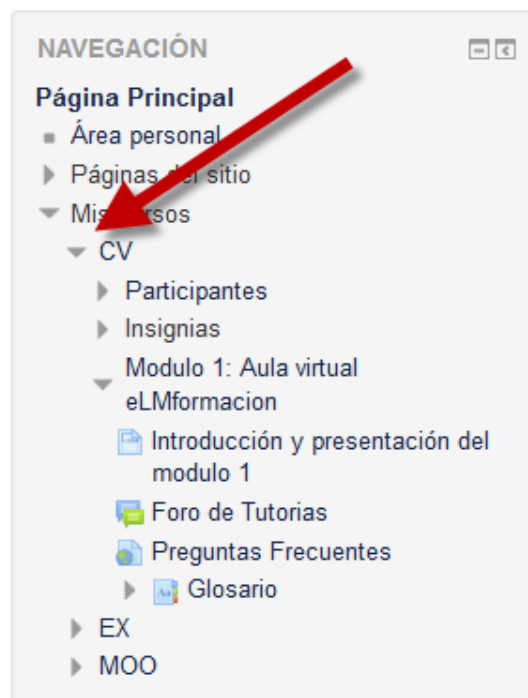 NAVEGACIÓN
Página Principal
Área personal
Páginas del sitio
Mis cursos
CV
Participantes
Insignias
Modulo 1: Aula virtual
eLMformacion
Introducción y presentación del
modulo 1
Foro de Tutorias
Preguntas Frecuentes
Glosario
EX
MOO